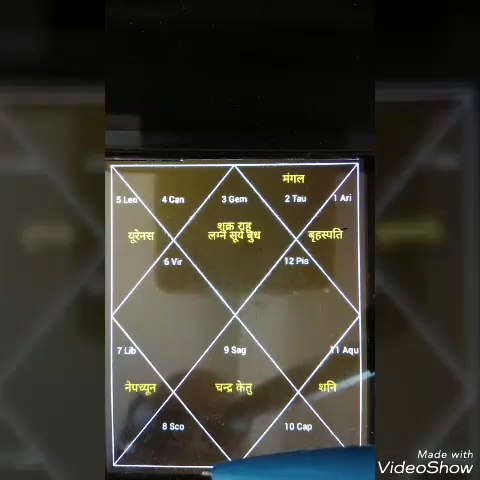 मंगल
5 Leo
4 Can
3 Gem
2 Tau
1 Ari
शुक्र राहु
लग्न सूर्य बुध
यूरेनस
बृहस्पति
6 Vir
12 Pis
7 Lib
9 Sag
11 Aqu
नेपच्यून
चन्द्र केतु
शनि
8 Sco
10 Cap
Made with
VideoShow